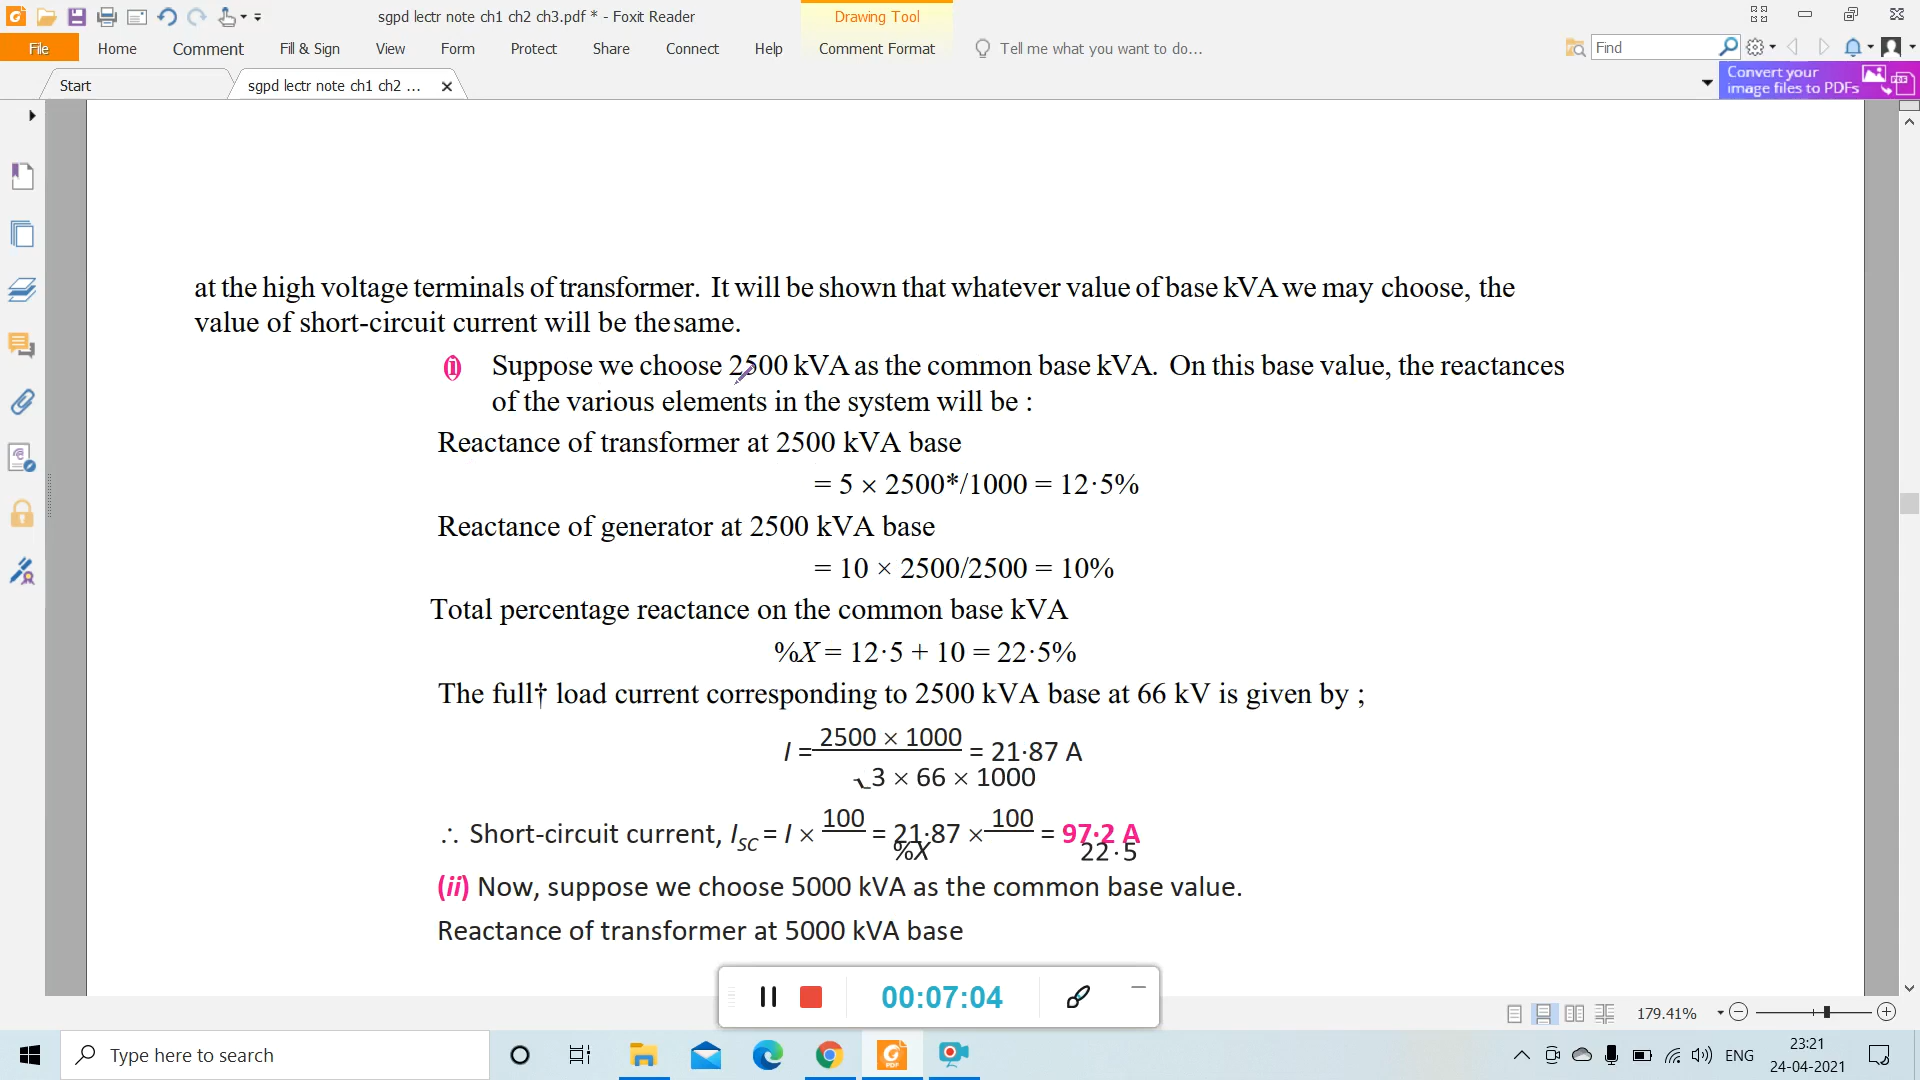 sgpd lectr note ch1 ch2 ch3.pdf * - Foxit Reader
Drawing Tool
File Home Comment Fill & Sign View Form Protect Share Connect Help Comment Format Tell me what you want to do... Find
Start sgpd lectr note ch1 ch2 ...
Convert your
image files to PDFs
at the high voltage terminals of transformer. It will be shown that whatever value of base kVA we may choose, the
value of short-circuit current will be the same.
(i) Suppose we choose 2500 kVA as the common base kVA. On this base value, the reactances
of the various elements in the system will be :
Reactance of transformer at 2500 kVA base
= 5 × 2500*/1000 = 12·5%
Reactance of generator at 2500 kVA base
= 10 × 2500/2500 = 10%
Total percentage reactance on the common base kVA
%X = 12·5 + 10 = 22·5%
The full† load current corresponding to 2500 kVA base at 66 kV is given by ;
2500 × 1000
I = = 21·87 A
3 × 66 × 1000
100 100
∴ Short-circuit current, ISC = I × = 21·87 × = 97·2 A
%X 22·5
(ii) Now, suppose we choose 5000 kVA as the common base value.
Reactance of transformer at 5000 kVA base
00:07:04
179.41%
Type here to search
ENG
23:21
24-04-2021